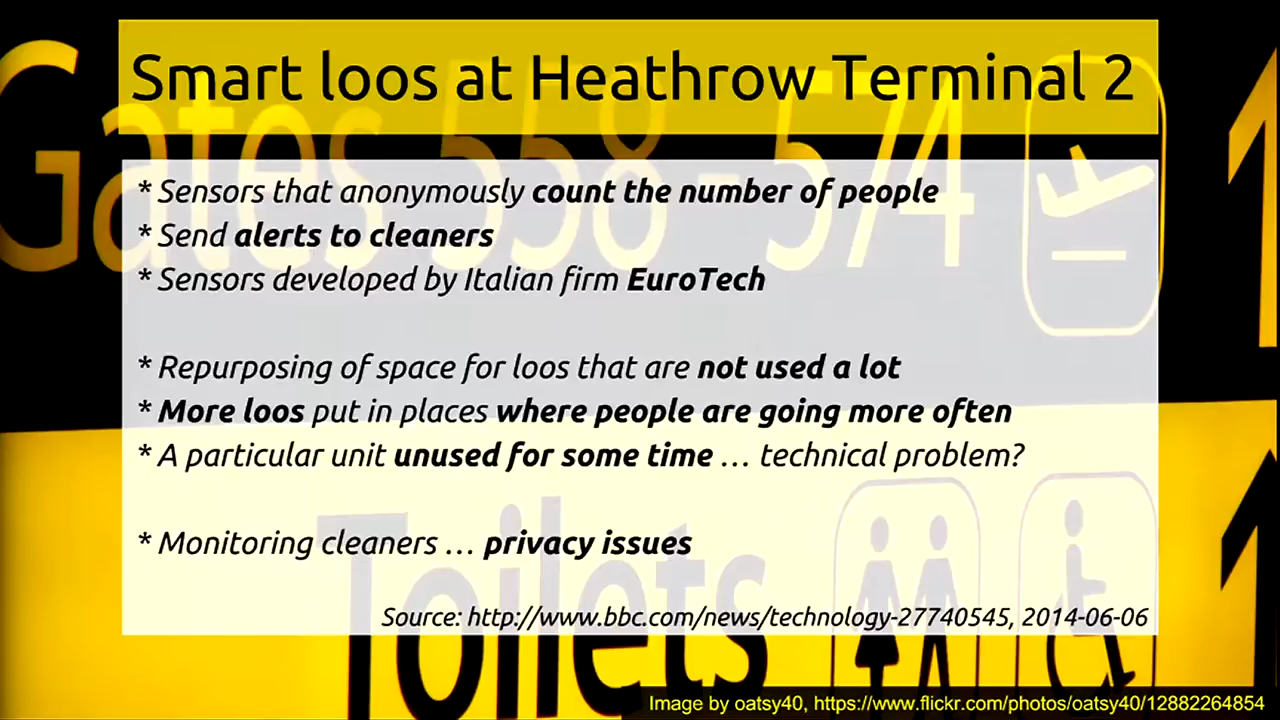 Smart loos at Heathrow Terminal 2
Gates 558 - 574
1
* Sensors that anonymously count the number of people
* Send alerts to cleaners
* Sensors developed by Italian firm EuroTech
* Repurposing of space for loos that are not used a lot
* More loos put in places where people are going more often
* A particular unit unused for some time … technical problem?
* Monitoring cleaners … privacy issues
Toilets
1
Source: http://www.bbc.com/news/technology-27740545, 2014-06-06
Image by oatsy40, https://www.flickr.com/photos/oatsy40/12882264854